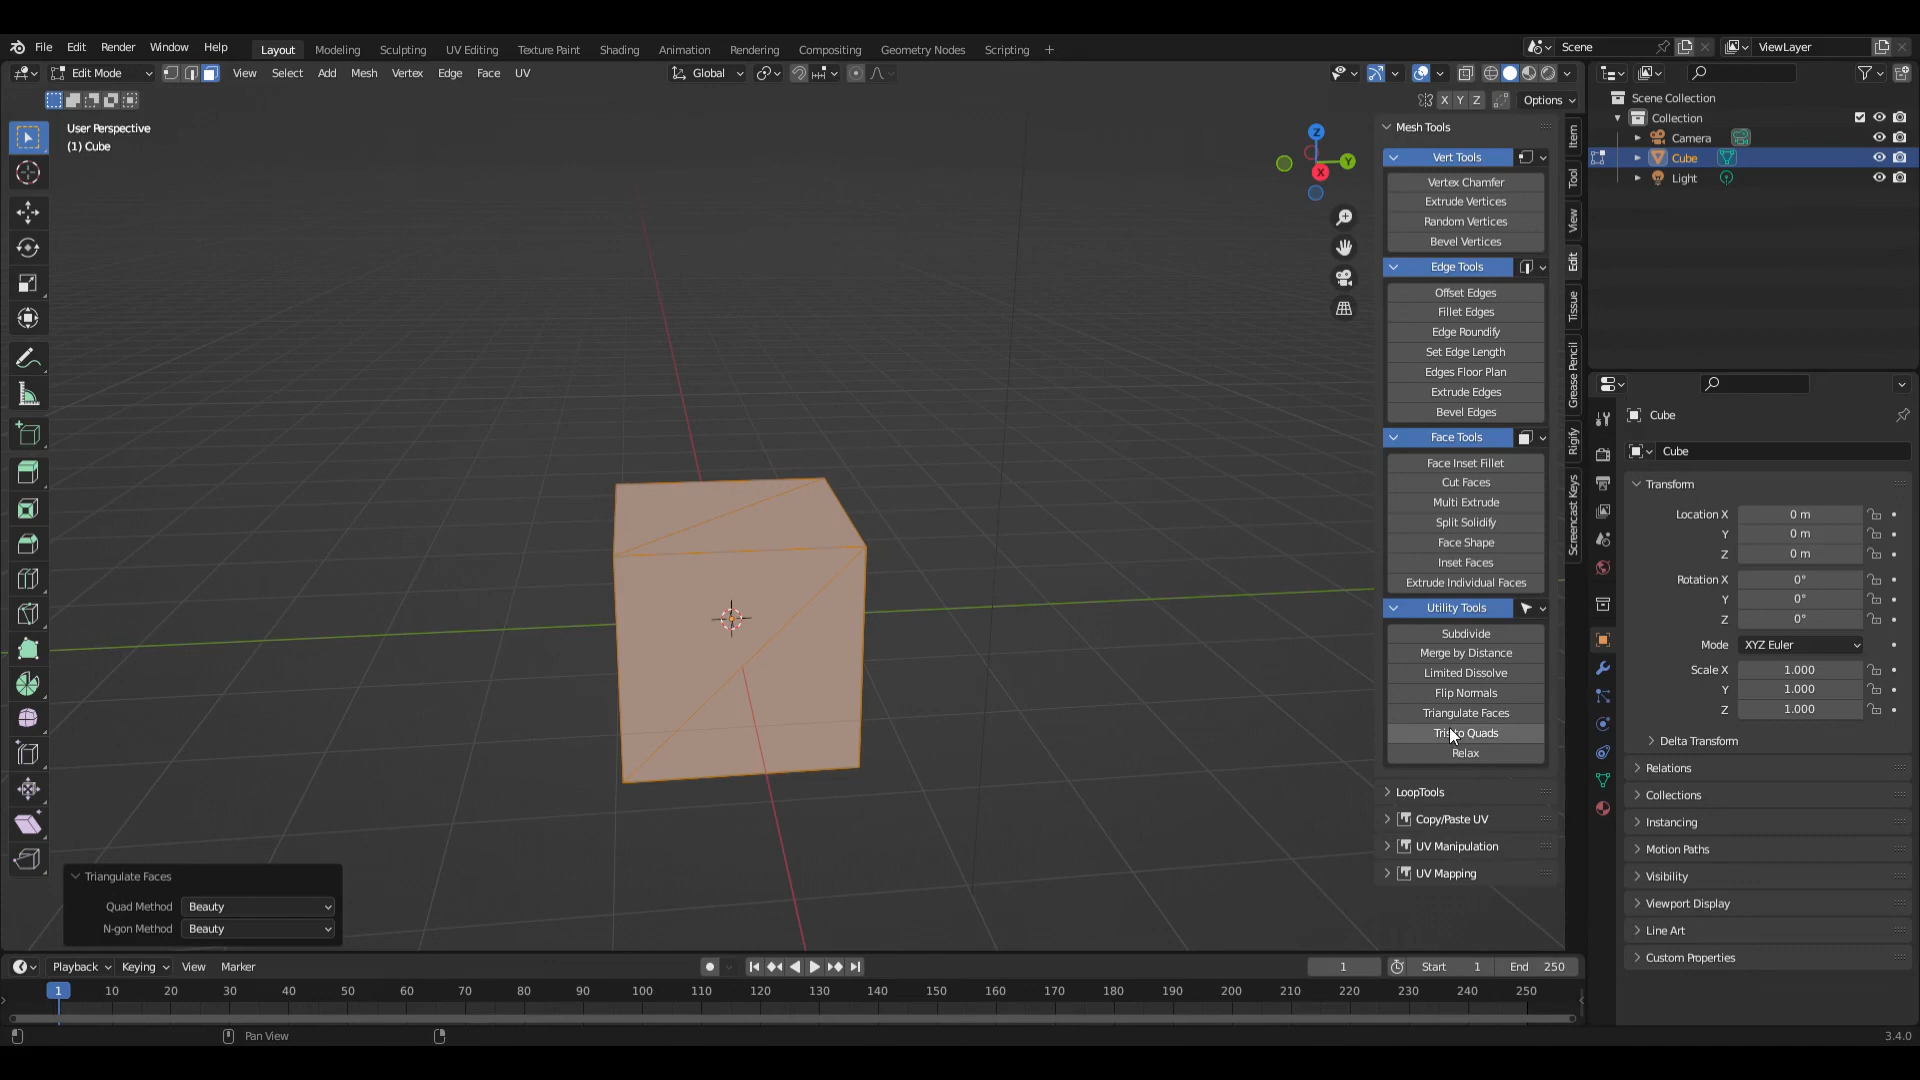 File Edit Render Window Help Layout Modeling Sculpting UV Editing Texture Paint Shading Animation Rendering Compositing Geometry Nodes Scripting + Scene ViewLayer
Edit Mode View Select Add Mesh Vertex Edge Face UV Global
X Y Z Options
User Perspective
(1) Cube
Z
Y
X
Mesh Tools
Vert Tools
Vertex Chamfer
Extrude Vertices
Random Vertices
Bevel Vertices
Edge Tools
Offset Edges
Fillet Edges
Edge Roundify
Set Edge Length
Edges Floor Plan
Extrude Edges
Bevel Edges
Face Tools
Face Inset Fillet
Cut Faces
Multi Extrude
Split Solidify
Face Shape
Inset Faces
Extrude Individual Faces
Utility Tools
Subdivide
Merge by Distance
Limited Dissolve
Flip Normals
Triangulate Faces
Tris to Quads
Relax
LoopTools
Copy/Paste UV
UV Manipulation
UV Mapping
Item
Tool
View
Edit
Tissue
Grease Pencil
Rigify
Screencast Keys
Scene Collection
Collection
Camera
Cube
Light
Cube
Cube
Transform
Location X 0 m
Y 0 m
Z 0 m
Rotation X 0°
Y 0°
Z 0°
Mode XYZ Euler
Scale X 1.000
Y 1.000
Z 1.000
Delta Transform
Relations
Collections
Instancing
Motion Paths
Visibility
Viewport Display
Line Art
Custom Properties
Triangulate Faces
Quad Method Beauty
N-gon Method Beauty
Playback Keying View Marker 1 Start 1 End 250
1 10 20 30 40 50 60 70 80 90 100 110 120 130 140 150 160 170 180 190 200 210 220 230 240 250
Pan View 3.4.0